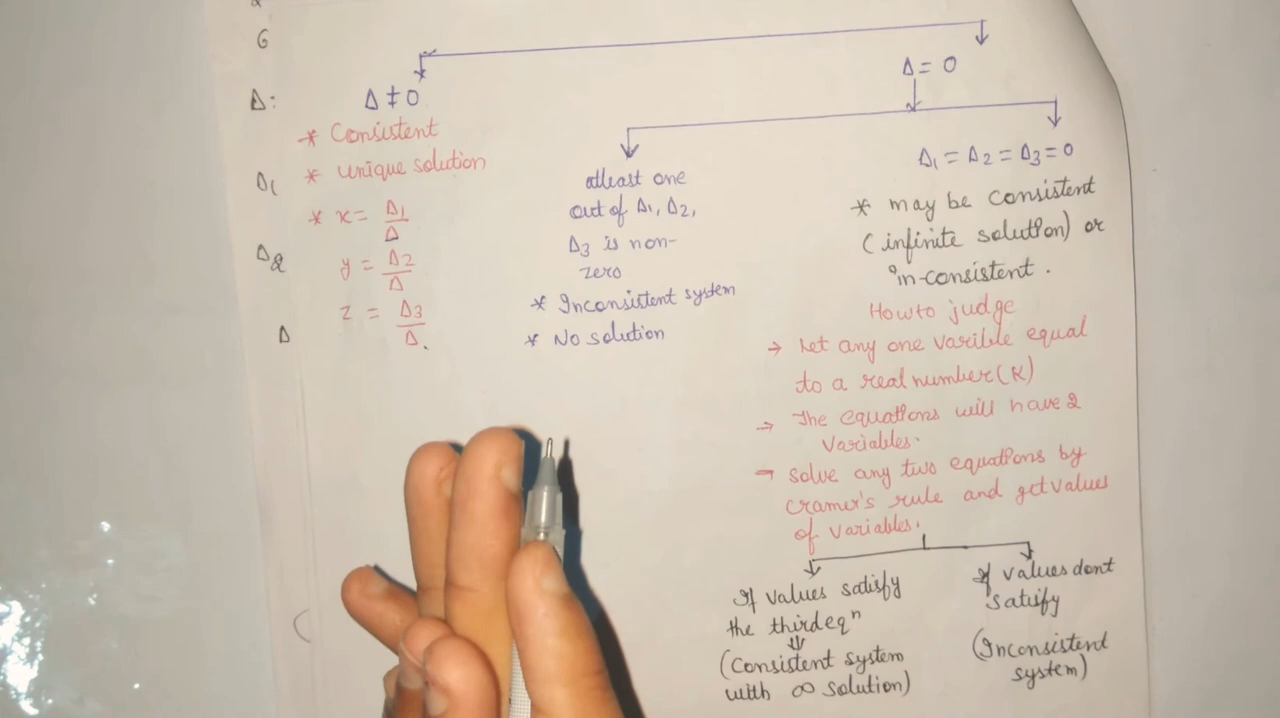 G
Δ:
Δ1
Δ2
Δ
Δ ≠ 0
* Consistent
* unique solution
* x = Δ1/Δ
y = Δ2/Δ
z = Δ3/Δ.
Δ = 0
atleast one
out of Δ1, Δ2,
Δ3 is non-
zero
* Inconsistent system
* No solution
Δ1 = Δ2 = Δ3 = 0
* may be consistent
(infinite solution) or
in-consistent.
How to judge
→ Let any one varible equal
to a real number (K)
→ The equations will have 2
Variables.
→ Solve any two equations by
cramer's rule and get values
of variables.
If values satisfy
the third eqn
⇓
(Consistent system
with ∞ solution)
If values dont
satisfy
(Inconsistent
system)